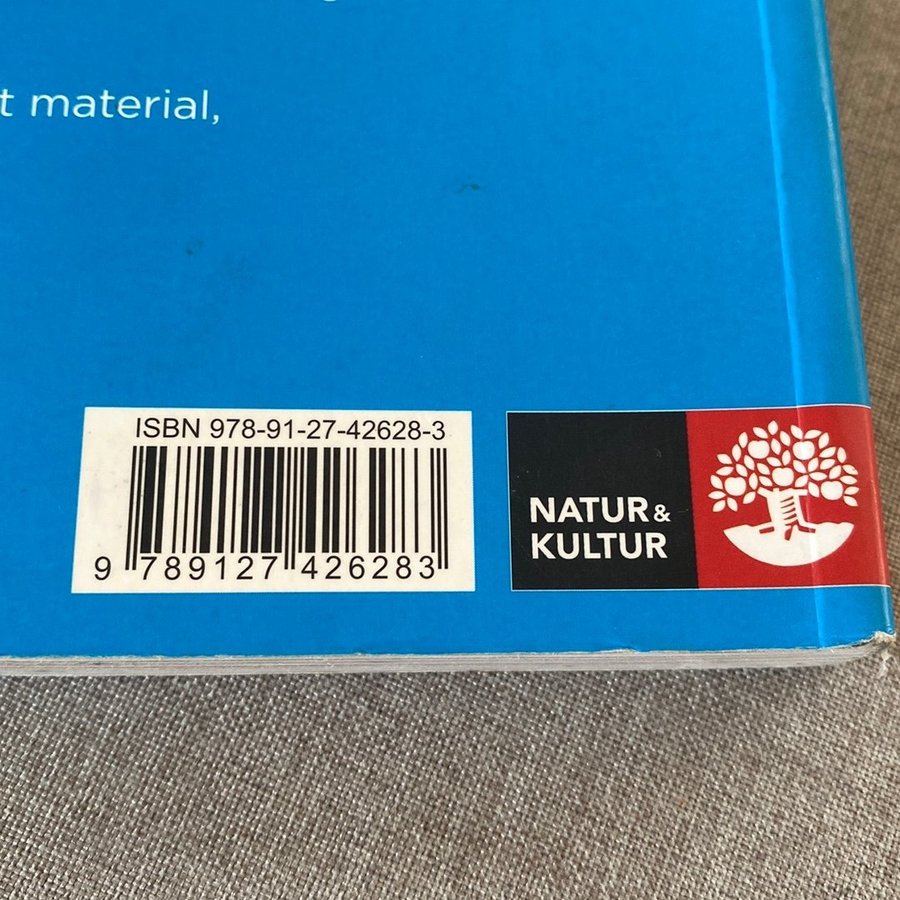 t material,
ISBN 978-91-27-42628-3
9 789127 426283
NATUR &
KULTUR